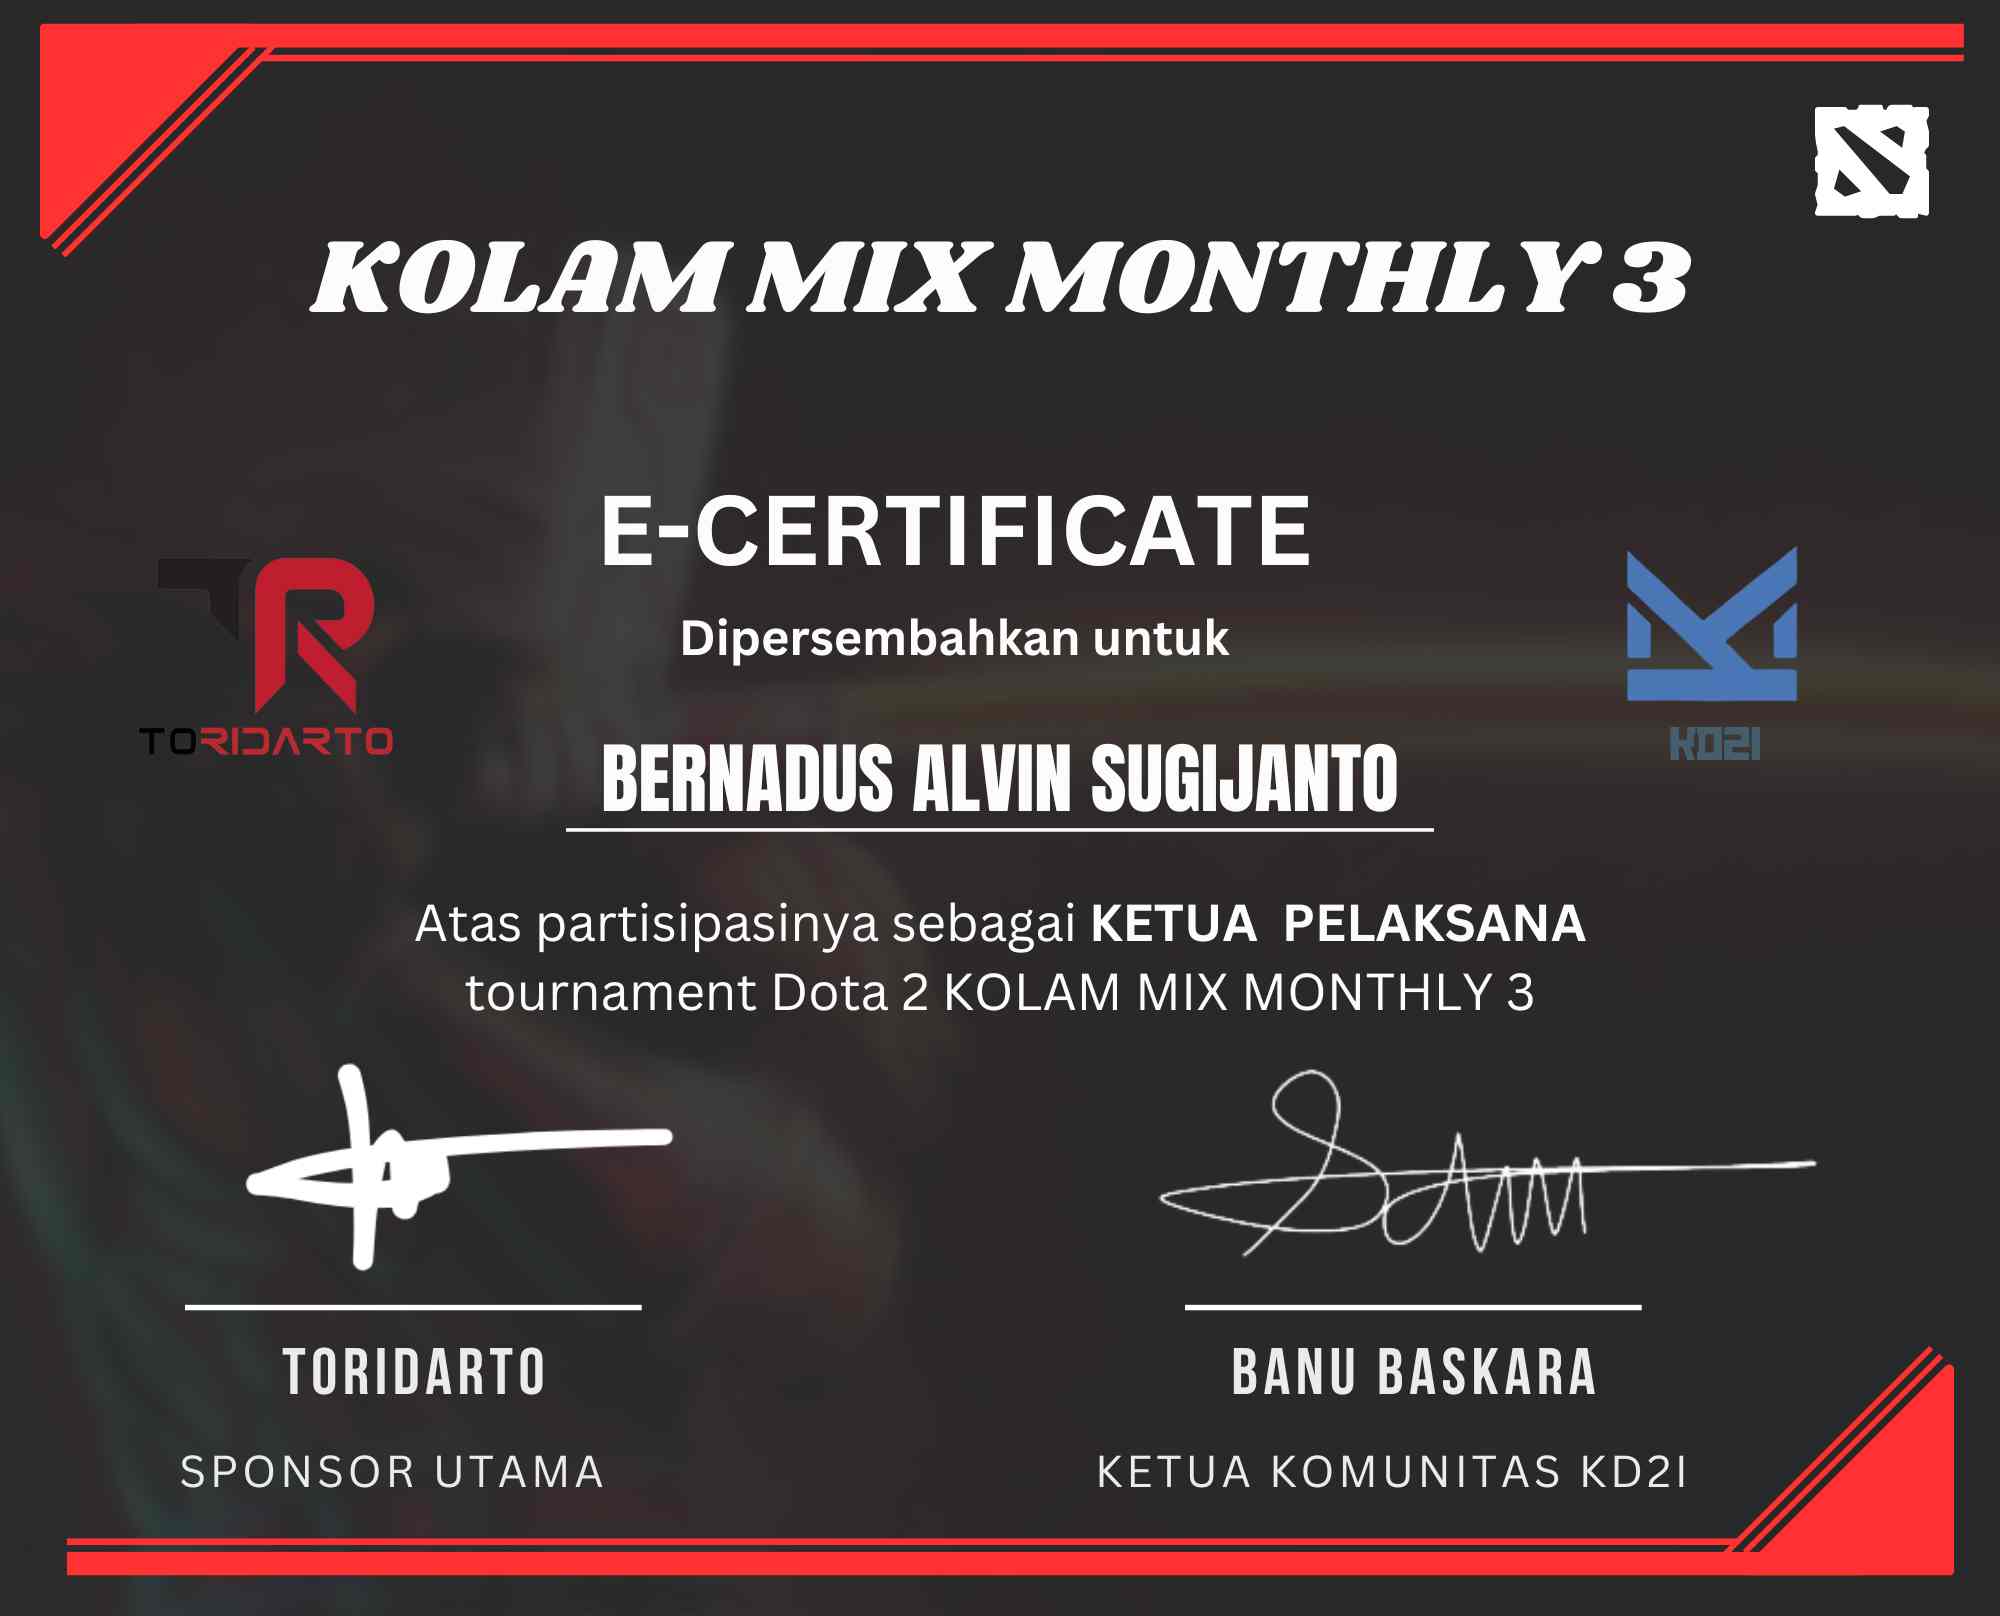 KOLAM MIX MONTHLY 3
E-CERTIFICATE
Dipersembahkan untuk
TORIDARTO
KD2I
BERNADUS ALVIN SUGIJANTO
Atas partisipasinya sebagai KETUA PELAKSANA
tournament Dota 2 KOLAM MIX MONTHLY 3
TORIDARTO
SPONSOR UTAMA
BANU BASKARA
KETUA KOMUNITAS KD2I